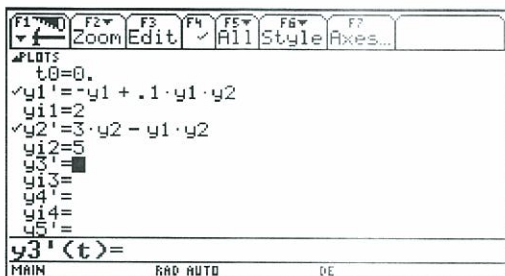 F1 F2 F3 F4 F5 F6 F7
Zoom Edit ✓ All Style Axes...
PLOTS
t0=0.
✓y1'=-y1 + .1·y1·y2
yi1=2
✓y2'=3·y2 - y1·y2
yi2=5
y3'=
yi3=
y4'=
yi4=
y5'=
y3'(t)=
MAIN RAD AUTO DE